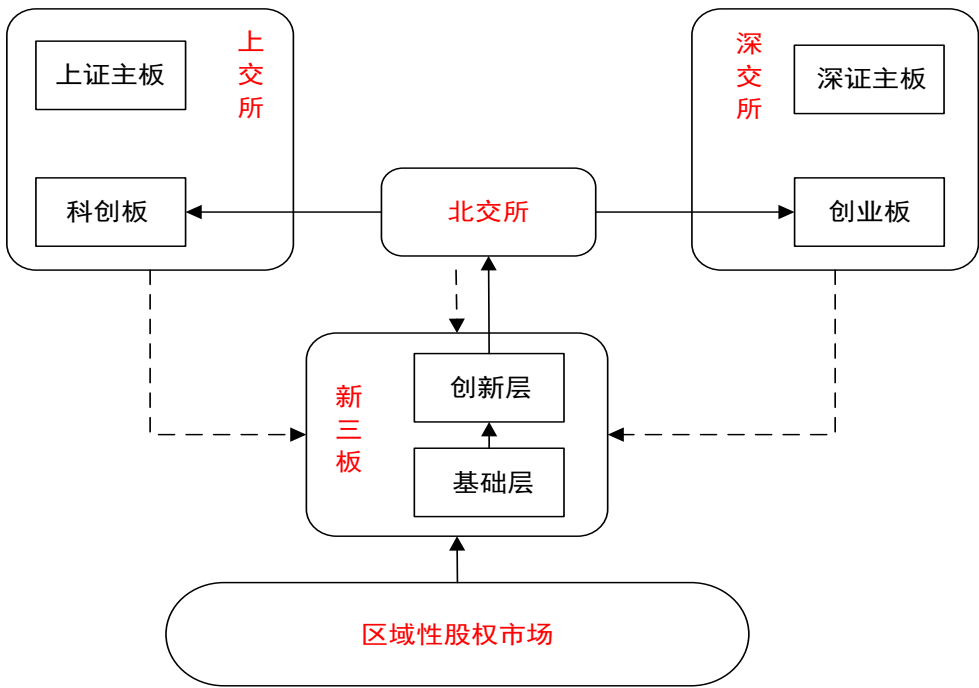 上证主板
上交所
科创板
北交所
深交所
深证主板
创业板
新三板
创新层
基础层
区域性股权市场